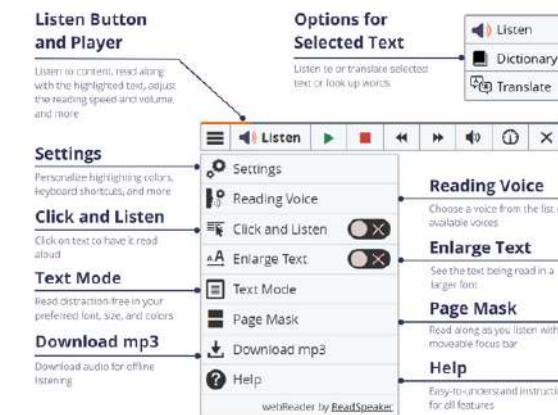 Listen Button
and Player
Listen to content, read along
with the highlighted text, adjust
the reading speed and volume,
and more
Options for
Selected Text
Listen to or translate selected
text or look up words
Listen
Dictionary
Translate
Listen
Settings
Personalize highlighting colors,
keyboard shortcuts, and more
Click and Listen
Click on text to have it read
aloud
Text Mode
Read distraction-free in your
preferred font, size, and colors
Download mp3
Download audio for offline
listening
Settings
Reading Voice
Click and Listen
Enlarge Text
Text Mode
Page Mask
Download mp3
Help
webReader by ReadSpeaker
Reading Voice
Choose a voice from the list
available voices
Enlarge Text
See the text being read in a
larger font
Page Mask
Read along as you listen with
moveable focus bar
Help
Easy-to-understand
for all features